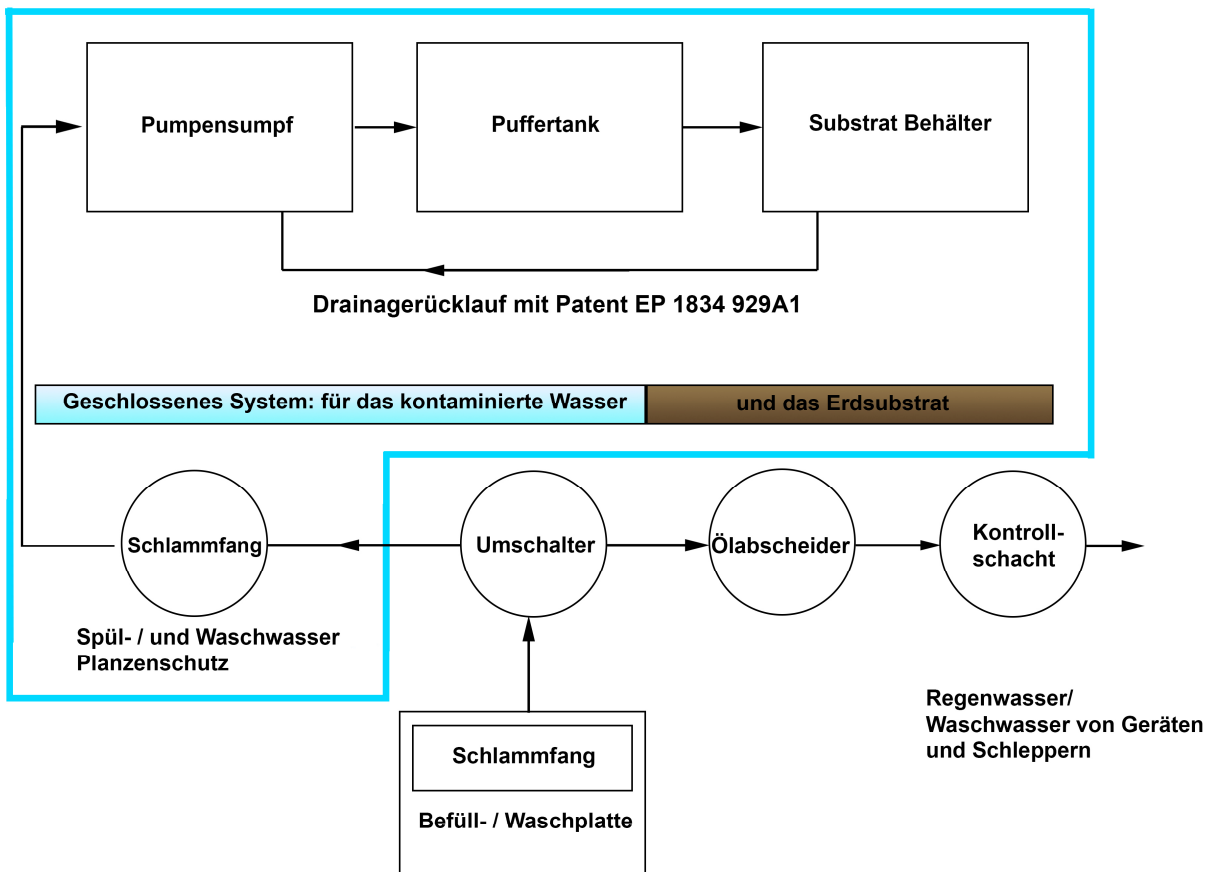 Pumpensumpf
Puffertank
Substrat Behälter
Drainagerücklauf mit Patent EP 1834 929A1
Geschlossenes System: für das kontaminierte Wasser
und das Erdsubstrat
Schlammfang
Umschalter
Ölabscheider
Kontroll-
schacht
Spül- / und Waschwasser
Planzenschutz
Regenwasser/
Waschwasser von Geräten
und Schleppern
Schlammfang
Befüll- / Waschplatte